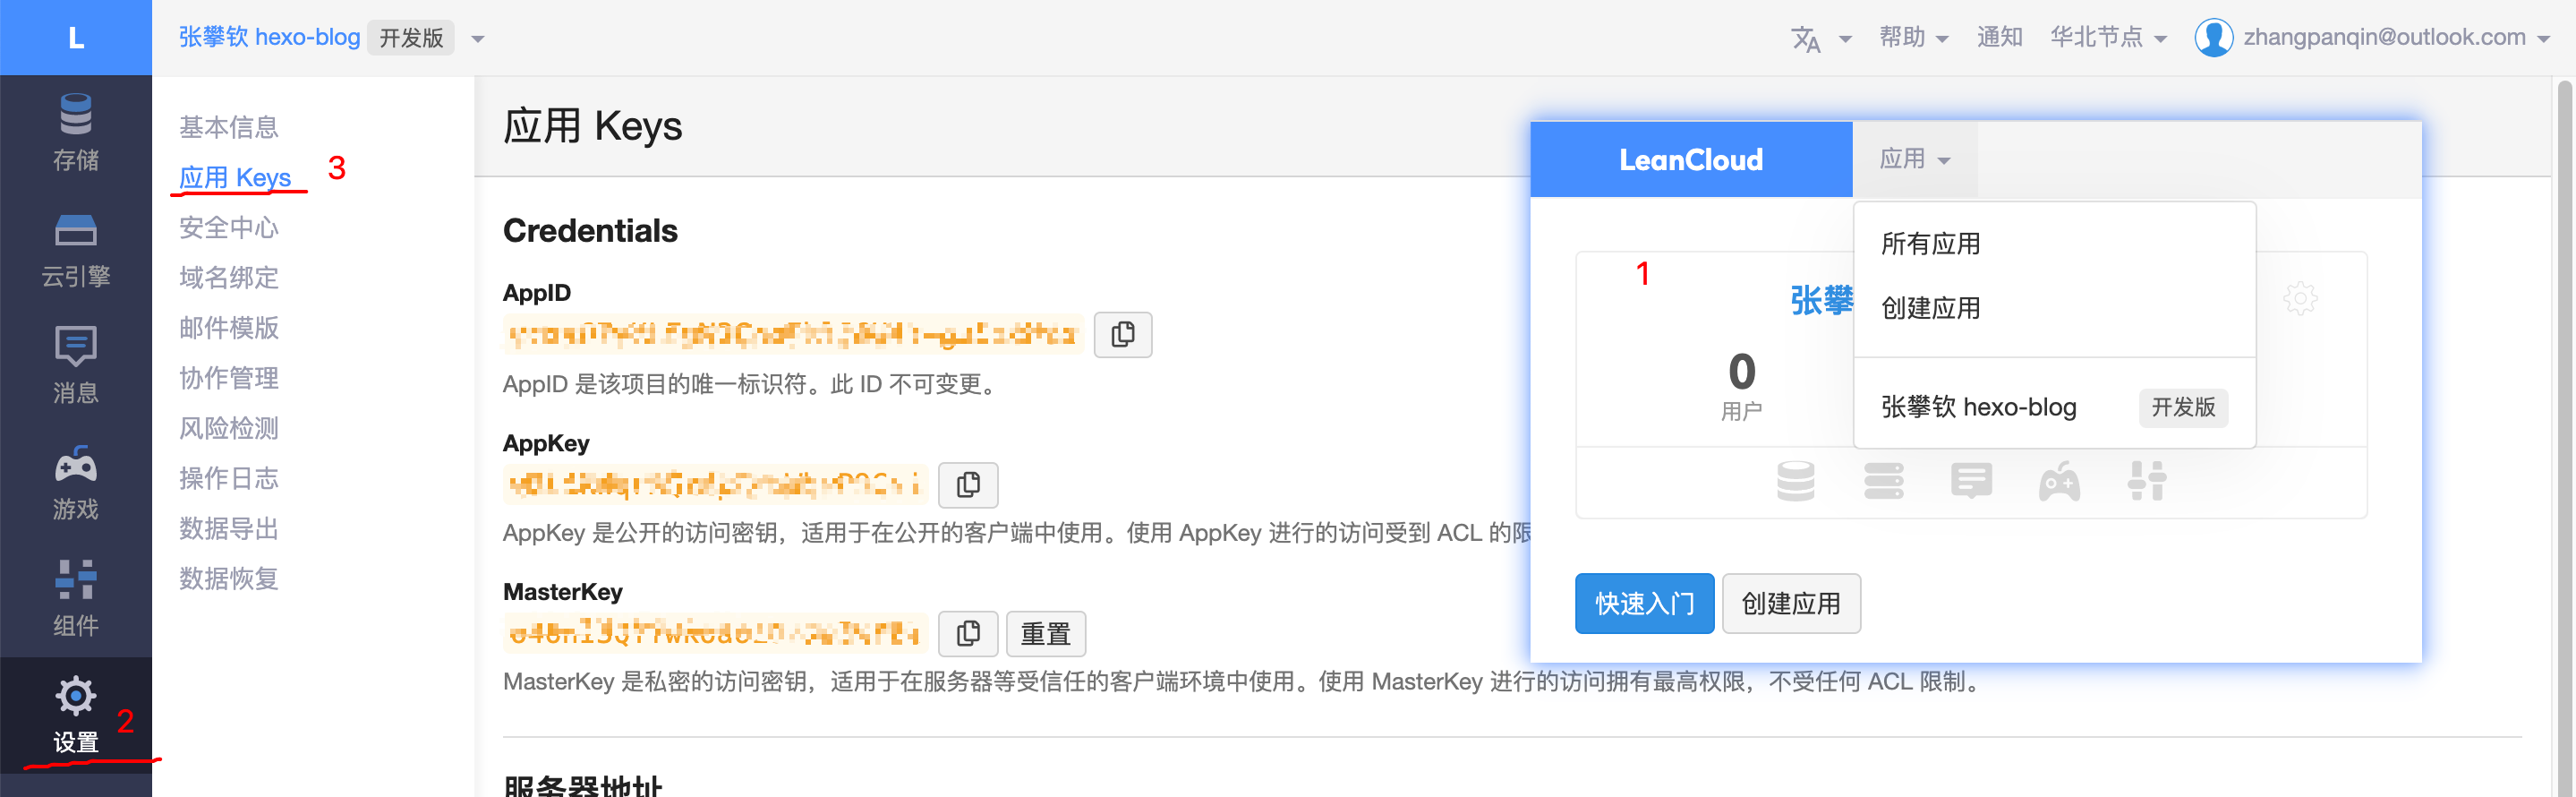 L
张攀钦 hexo-blog 开发版
帮助
通知
华北节点
zhangpanqin@outlook.com
存储
云引擎
消息
游戏
组件
设置
2
基本信息
应用 Keys
3
安全中心
域名绑定
邮件模版
协作管理
风险检测
操作日志
数据导出
数据恢复
应用 Keys
Credentials
AppID
AppID 是该项目的唯一标识符。此 ID 不可变更。
AppKey
AppKey 是公开的访问密钥，适用于在公开的客户端中使用。使用 AppKey 进行的访问受到 ACL 的限
MasterKey
重置
MasterKey 是私密的访问密钥，适用于在服务器等受信任的客户端环境中使用。使用 MasterKey 进行的访问拥有最高权限，不受任何 ACL 限制。
服务器地址
LeanCloud
应用
1
张攀
0
用户
所有应用
创建应用
张攀钦 hexo-blog 开发版
快速入门
创建应用